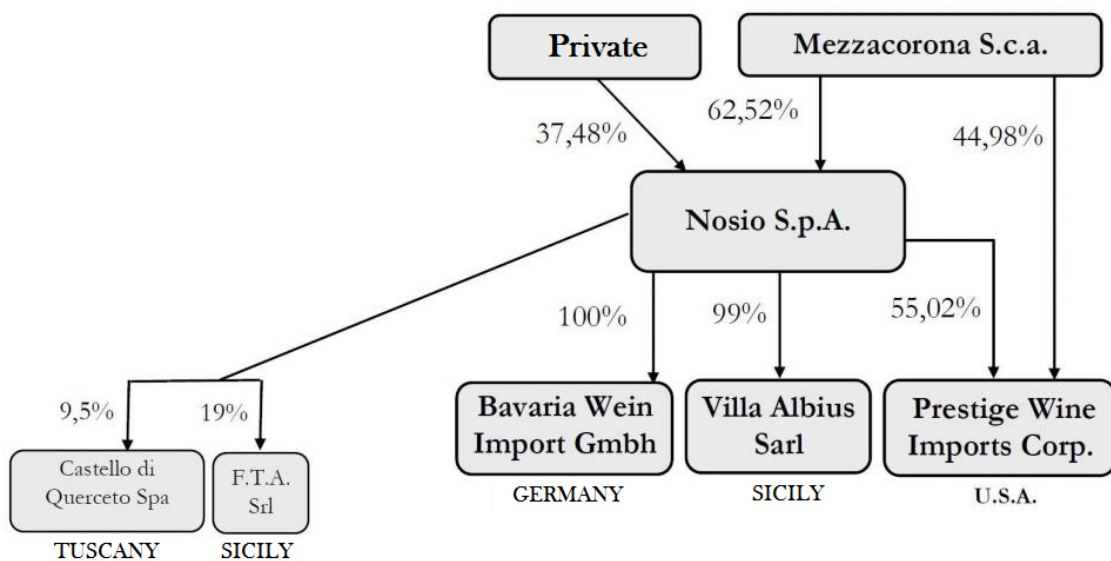 Private
Mezzacorona S.c.a.
37,48%
62,52%
44,98%
Nosio S.p.A.
100%
99%
55,02%
9,5%
19%
Castello di
Querceto Spa
F.T.A.
Srl
Bavaria Wein
Import Gmbh
Villa Albius
Sarl
Prestige Wine
Imports Corp.
TUSCANY
SICILY
GERMANY
SICILY
U.S.A.